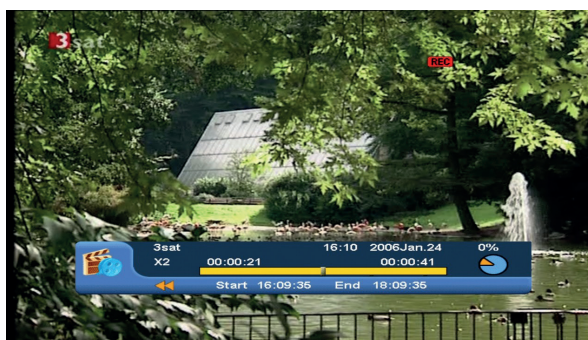 3sat
REC
3sat 16:10 2006Jan.24 0%
X2 00:00:21 00:00:41
Start 16:09:35 End 18:09:35